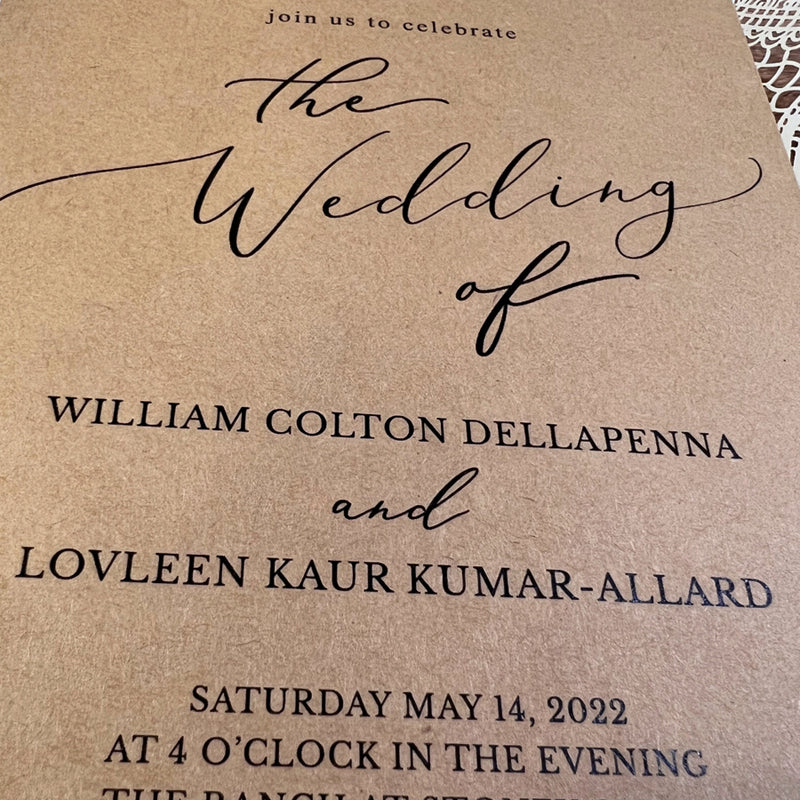 join us to celebrate
the
Wedding
of
WILLIAM COLTON DELLAPENNA
and
LOVLEEN KAUR KUMAR-ALLARD
SATURDAY MAY 14, 2022
AT 4 O’CLOCK IN THE EVENING
THE RANCH AT